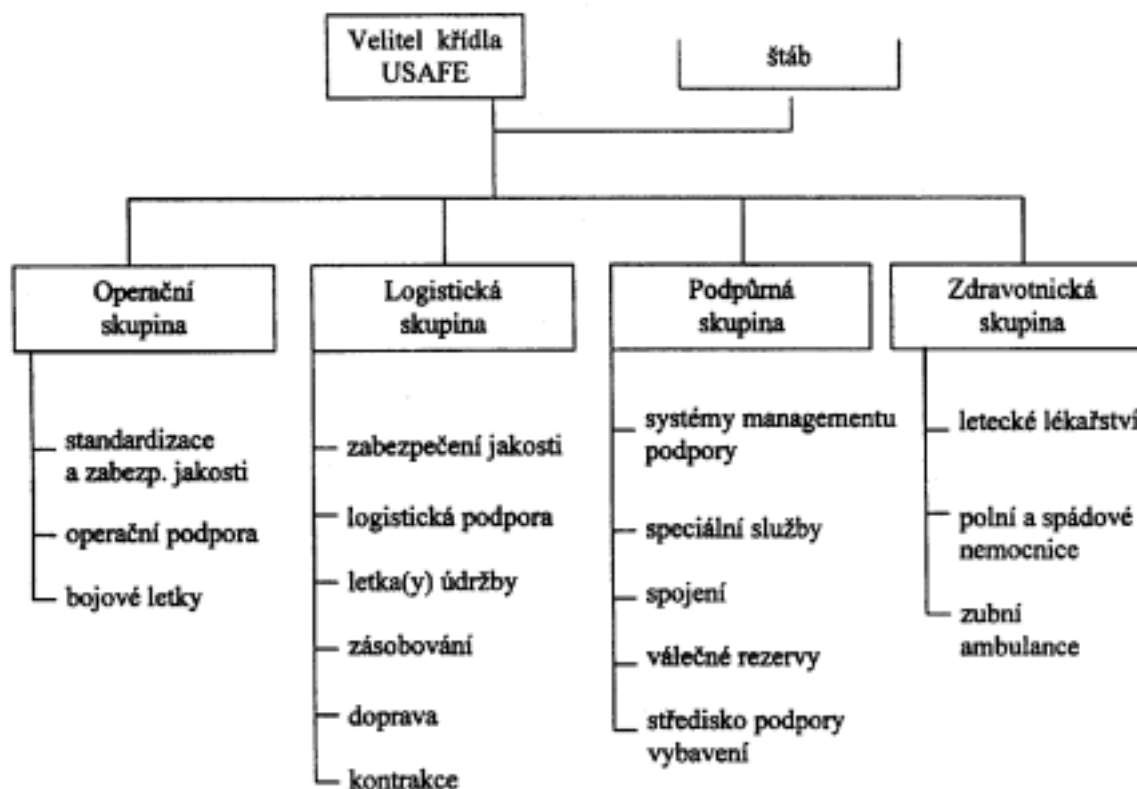 Velitel křídla
USAFE
štáb
Operační
skupina
Logistická
skupina
Podpůrná
skupina
Zdravotnická
skupina
standardizace
a zabezp. jakosti
operační podpora
bojové letky
zabezpečení jakosti
logistická podpora
letka(y) údržby
zásobování
doprava
kontrakce
systémy managementu
podpory
speciální služby
spojení
válečné rezervy
středisko podpory
vybavení
letecké lékařství
polní a spádové
nemocnice
zubní
ambulance